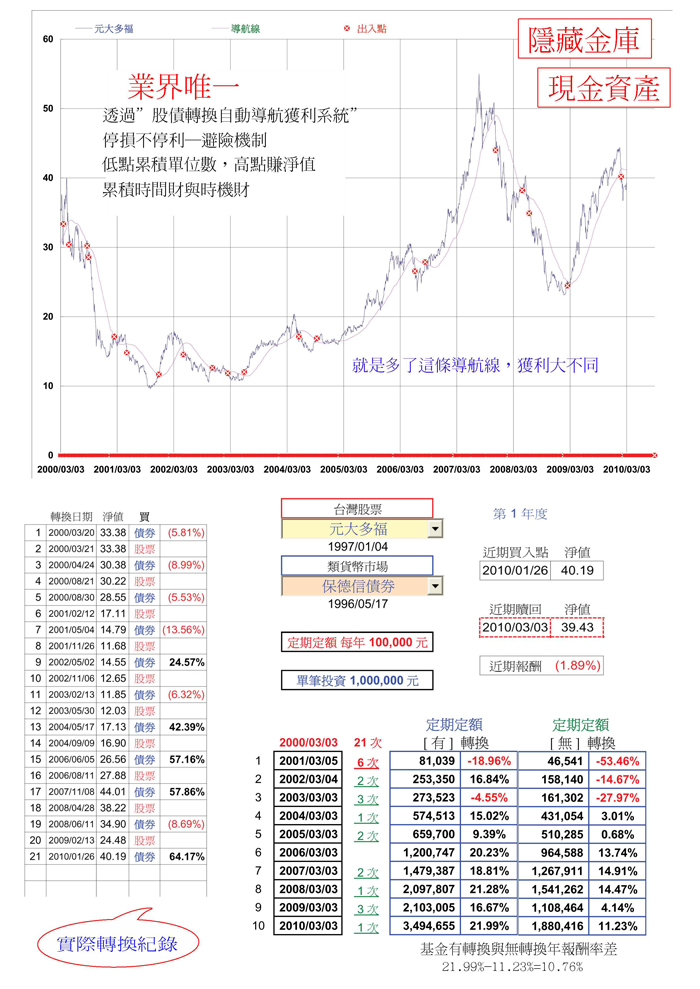 元大多福 導航線 出入點
隱藏金庫
現金資產
業界唯一
透過”股債轉換自動導航獲利系統”
停損不停利—避險機制
低點累積單位數，高點賺淨值
累積時間財與時機財
就是多了這條導航線，獲利大不同
60
50
40
30
20
10
0
2000/03/03 2001/03/03 2002/03/03 2003/03/03 2004/03/03 2005/03/03 2006/03/03 2007/03/03 2008/03/03 2009/03/03 2010/03/03
轉換日期 淨值 買
1 2000/03/20 33.38 債券 (5.81%)
2 2000/03/21 33.38 股票
3 2000/04/24 30.38 債券 (8.99%)
4 2000/08/21 30.22 股票
5 2000/08/30 28.55 債券 (5.53%)
6 2001/02/12 17.11 股票
7 2001/05/04 14.79 債券 (13.56%)
8 2001/11/26 11.68 股票
9 2002/05/02 14.55 債券 24.57%
10 2002/11/06 12.65 股票
11 2003/02/13 11.85 債券 (6.32%)
12 2003/05/30 12.03 股票
13 2004/05/17 17.13 債券 42.39%
14 2004/09/09 16.90 股票
15 2006/06/05 26.56 債券 57.16%
16 2006/08/11 27.88 股票
17 2007/11/08 44.01 債券 57.86%
18 2008/04/28 38.22 股票
19 2008/06/11 34.90 債券 (8.69%)
20 2009/02/13 24.48 股票
21 2010/01/26 40.19 債券 64.17%
實際轉換紀錄
台灣股票
元大多福
1997/01/04
類貨幣市場
保德信債券
1996/05/17
定期定額 每年 100,000 元
單筆投資 1,000,000 元
第 1 年度
近期買入點 淨值
2010/01/26 40.19
近期贖回 淨值
2010/03/03 39.43
近期報酬 (1.89%)
定期定額 定期定額
2000/03/03 21 次 [ 有 ] 轉換 [ 無 ] 轉換
1 2001/03/05 6 次 81,039 -18.96% 46,541 -53.46%
2 2002/03/04 2 次 253,350 16.84% 158,140 -14.67%
3 2003/03/03 3 次 273,523 -4.55% 161,302 -27.97%
4 2004/03/03 1 次 574,513 15.02% 431,054 3.01%
5 2005/03/03 2 次 659,700 9.39% 510,285 0.68%
6 2006/03/03 1,200,747 20.23% 964,588 13.74%
7 2007/03/03 2 次 1,479,387 18.81% 1,267,911 14.91%
8 2008/03/03 1 次 2,097,807 21.28% 1,541,262 14.47%
9 2009/03/03 3 次 2,103,005 16.67% 1,108,464 4.14%
10 2010/03/03 1 次 3,494,655 21.99% 1,880,416 11.23%
基金有轉換與無轉換年報酬率差
21.99%-11.23%=10.76%